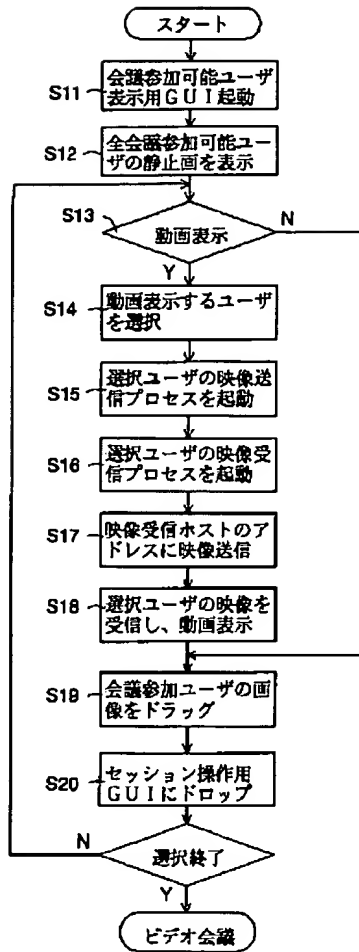 スタート
S11
会議参加可能ユーザ
表示用GUI起動
S12
全会議参加可能ユー
ザの静止画を表示
S13
動画表示
N
Y
S14
動画表示するユーザ
を選択
S15
選択ユーザの映像送
信プロセスを起動
S16
選択ユーザの映像受
信プロセスを起動
S17
映像受信ホストのア
ドレスに映像送信
S18
選択ユーザの映像を
受信し、動画表示
S19
会議参加ユーザの画
像をドラッグ
S20
セッション操作用
GUIにドロップ
N
選択終了
Y
ビデオ会議